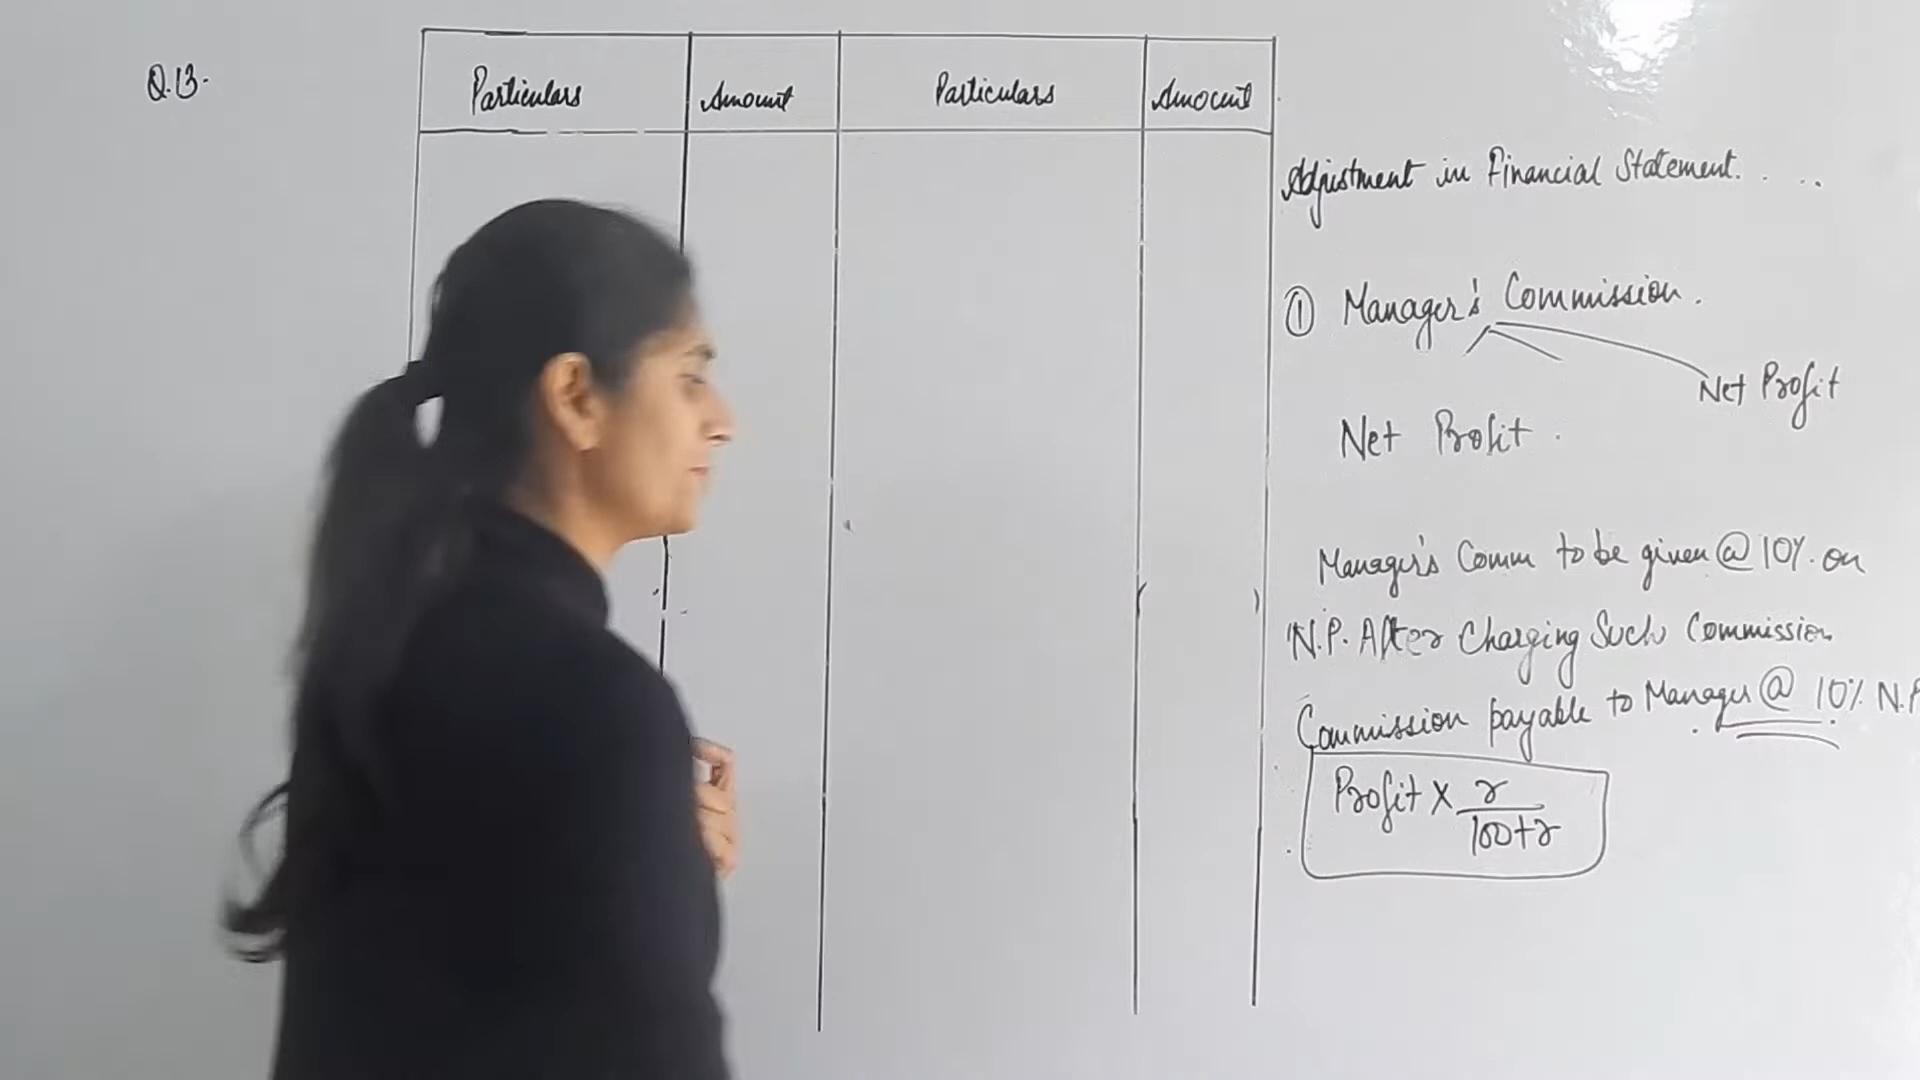 Q.13.
Particulars Amount Particulars Amount
Adjustment in Financial Statement. . ..
① Manager's Commission.
Net Profit
Net Profit.
Manager's Comm to be given @ 10% on
N.P. After Charging Such Commission
Commission payable to Manager @ 10% N.P
Profit × r/100+r